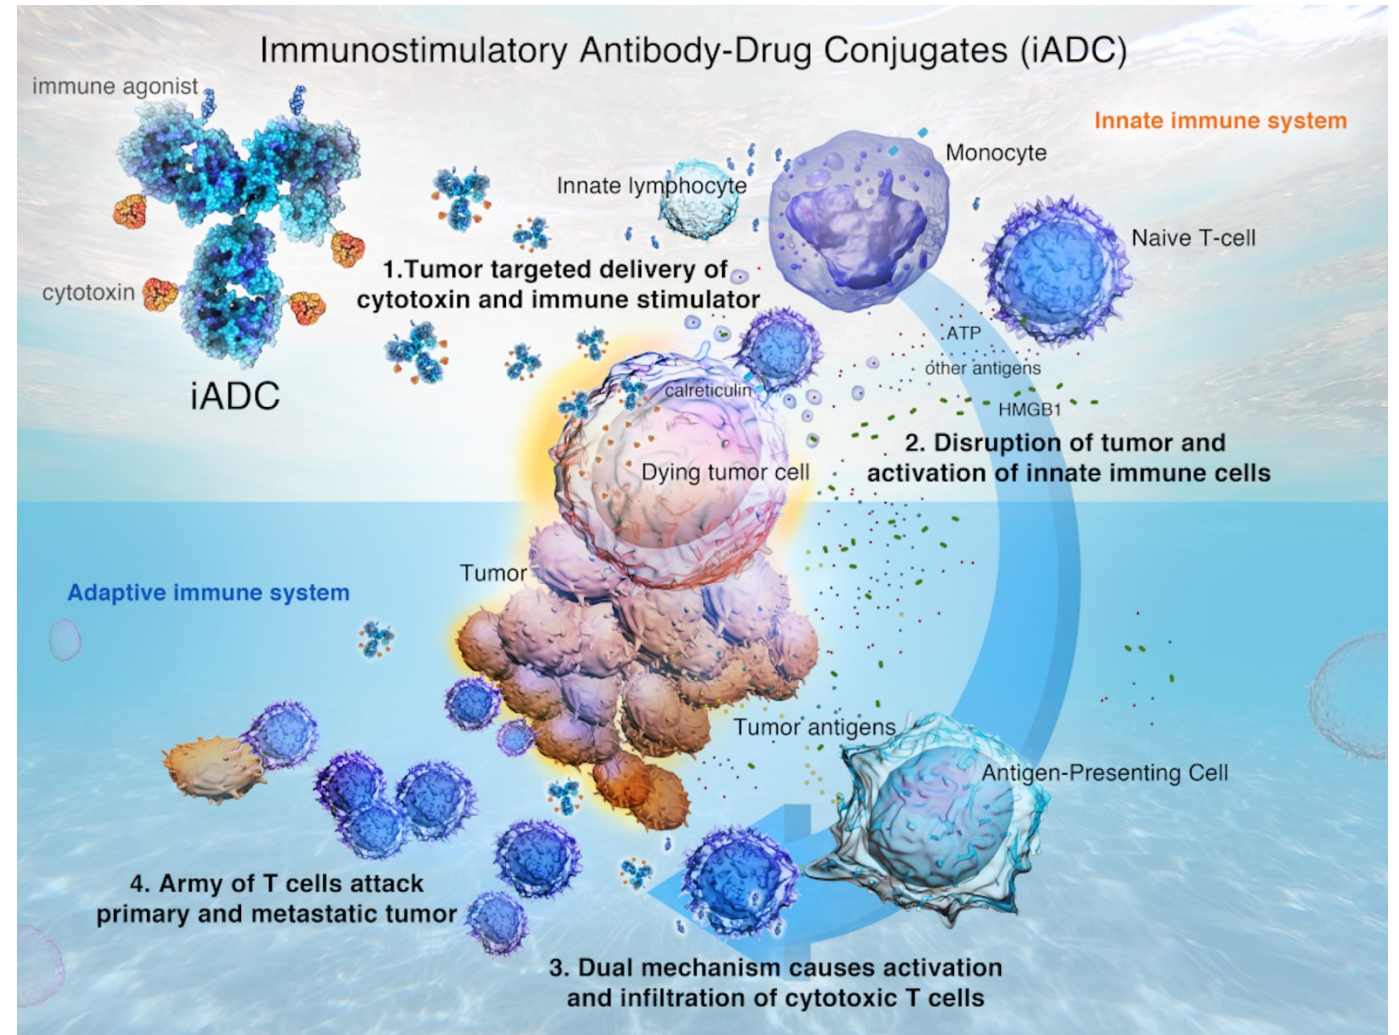 Immunostimulatory Antibody-Drug Conjugates (iADC)
immune agonist
Innate immune system
Monocyte
Innate lymphocyte
Naive T-cell
1.Tumor targeted delivery of
cytotoxin and immune stimulator
cytotoxin
iADC
ATP
other antigens
calreticulin
HMGB1
2. Disruption of tumor and
activation of innate immune cells
Dying tumor cell
Tumor
Adaptive immune system
Tumor antigens
Antigen-Presenting Cell
4. Army of T cells attack
primary and metastatic tumor
3. Dual mechanism causes activation
and infiltration of cytotoxic T cells